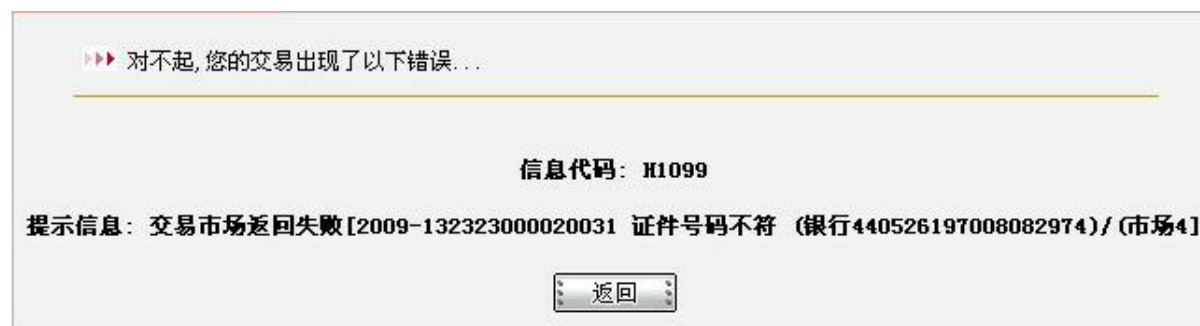 对不起,您的交易出现了以下错误...
信息代码: H1099
提示信息: 交易市场返回失败[2009-132323000020031 证件号码不符 (银行440526197008082974)/(市场4]
返回